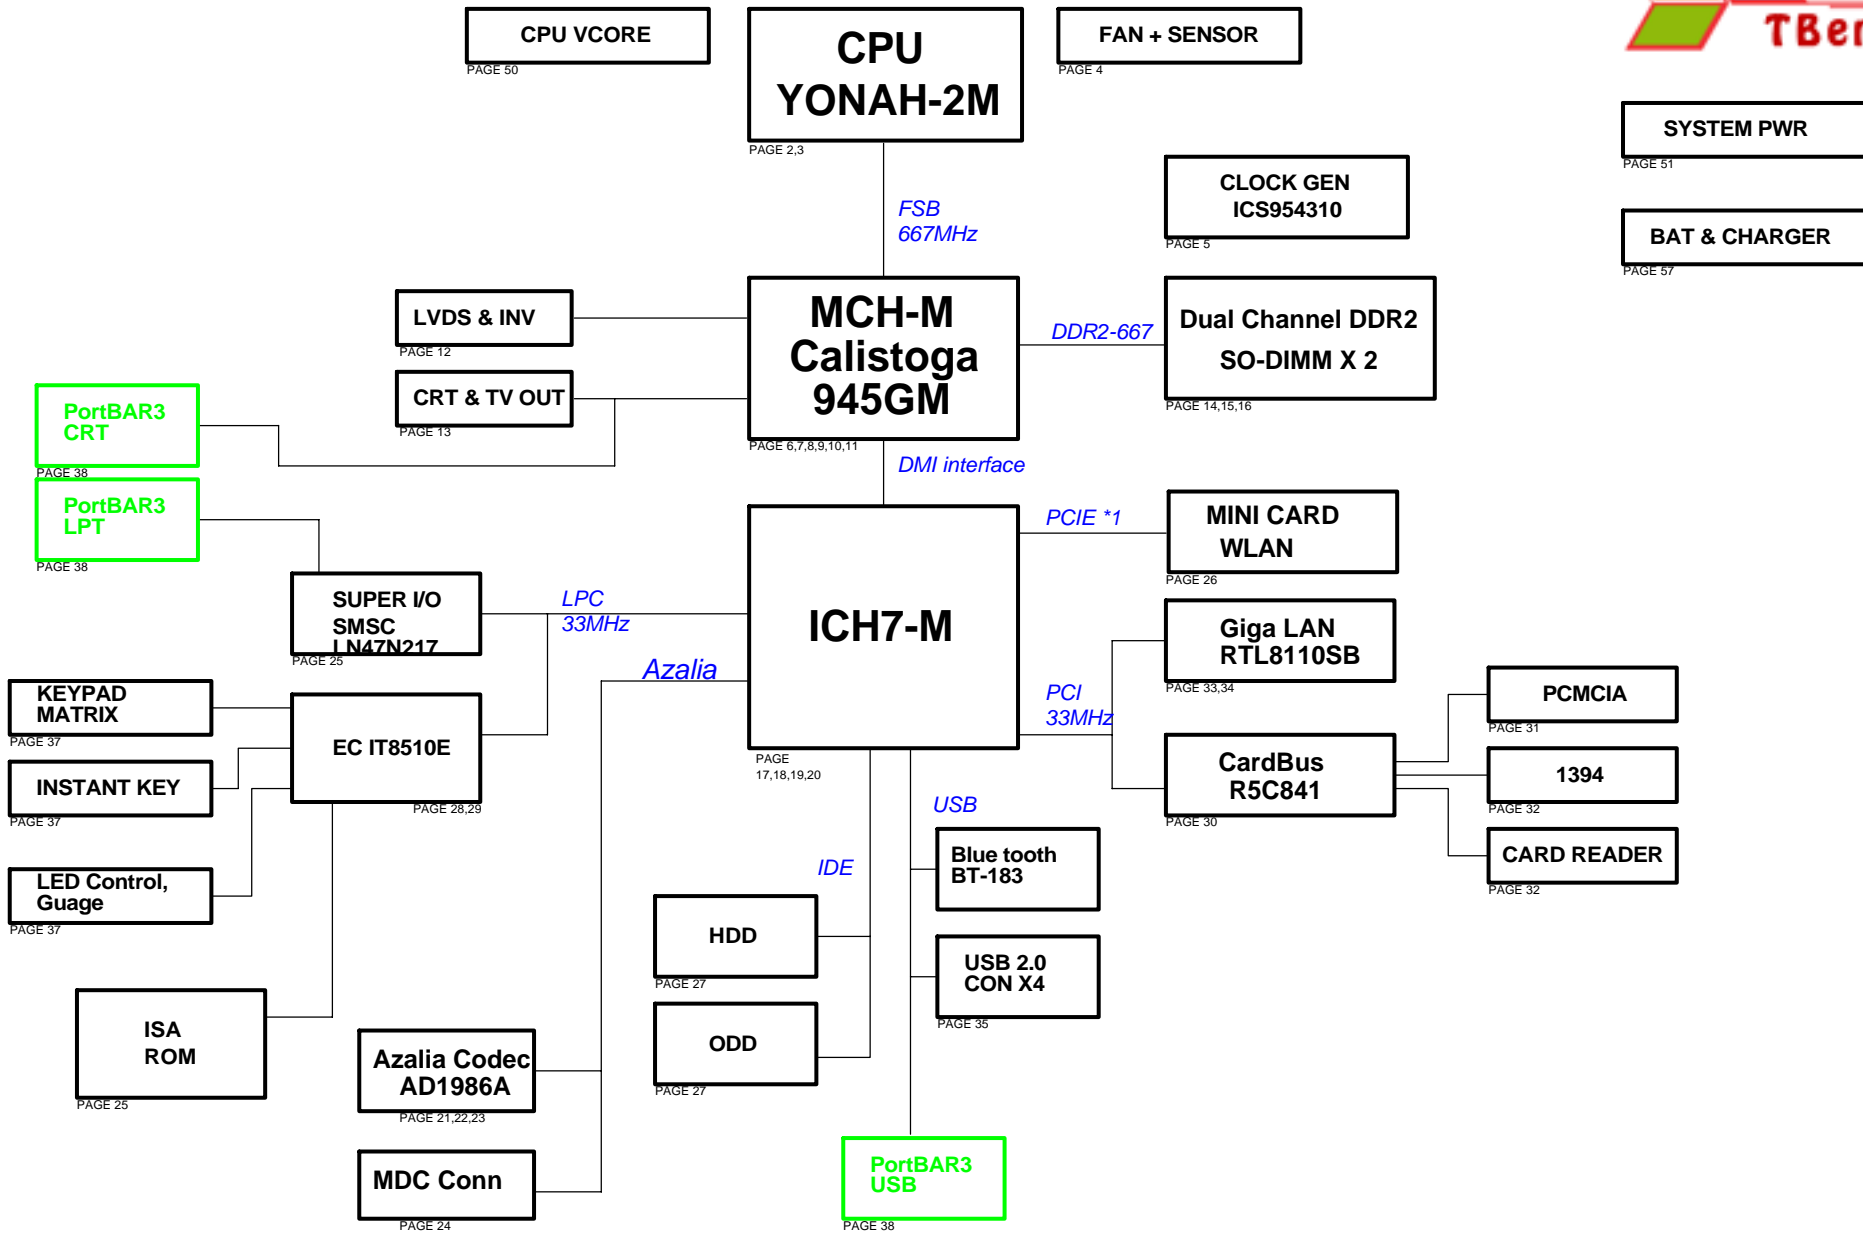 CPU VCORE
PAGE 50
CPU
YONAH-2M
PAGE 2,3
FAN + SENSOR
PAGE 4
SYSTEM PWR
PAGE 51
CLOCK GEN
ICS954310
PAGE 5
BAT & CHARGER
PAGE 57
FSB
667MHz
LVDS & INV
PAGE 12
CRT & TV OUT
PAGE 13
MCH-M
Calistoga
945GM
PAGE 6,7,8,9,10,11
DDR2-667
Dual Channel DDR2
SO-DIMM X 2
PAGE 14,15,16
PortBAR3
CRT
PAGE 38
PortBAR3
LPT
PAGE 38
DMI interface
PCIE *1
MINI CARD
WLAN
PAGE 26
SUPER I/O
SMSC
LN47N217
PAGE 25
LPC
33MHz
ICH7-M
PAGE
17,18,19,20
Giga LAN
RTL8110SB
PAGE 33,34
Azalia
PCI
33MHz
KEYPAD
MATRIX
PAGE 37
EC IT8510E
PAGE 28,29
INSTANT KEY
PAGE 37
LED Control,
Guage
PAGE 37
CardBus
R5C841
PAGE 30
PCMCIA
PAGE 31
1394
PAGE 32
CARD READER
PAGE 32
USB
IDE
Blue tooth
BT-183
HDD
PAGE 27
USB 2.0
CON X4
PAGE 35
ODD
PAGE 27
ISA
ROM
PAGE 25
Azalia Codec
AD1986A
PAGE 21,22,23
MDC Conn
PAGE 24
PortBAR3
USB
PAGE 38